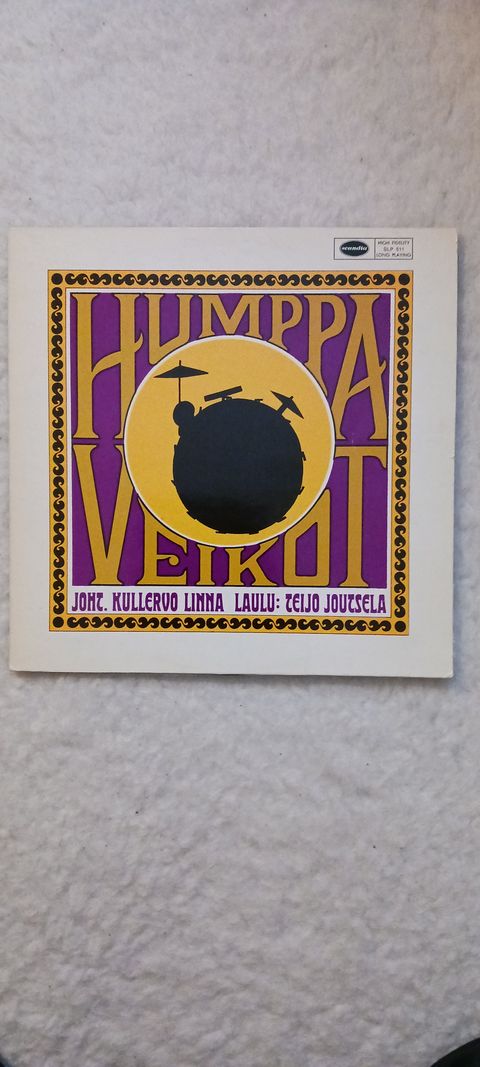 scandia
HIGH FIDELITY
SLP 511
LONG PLAYING
HUMPPA
VEIKOT
JOHT. KULLERVO LINNA LAULU: TEIJO JOUTSELA